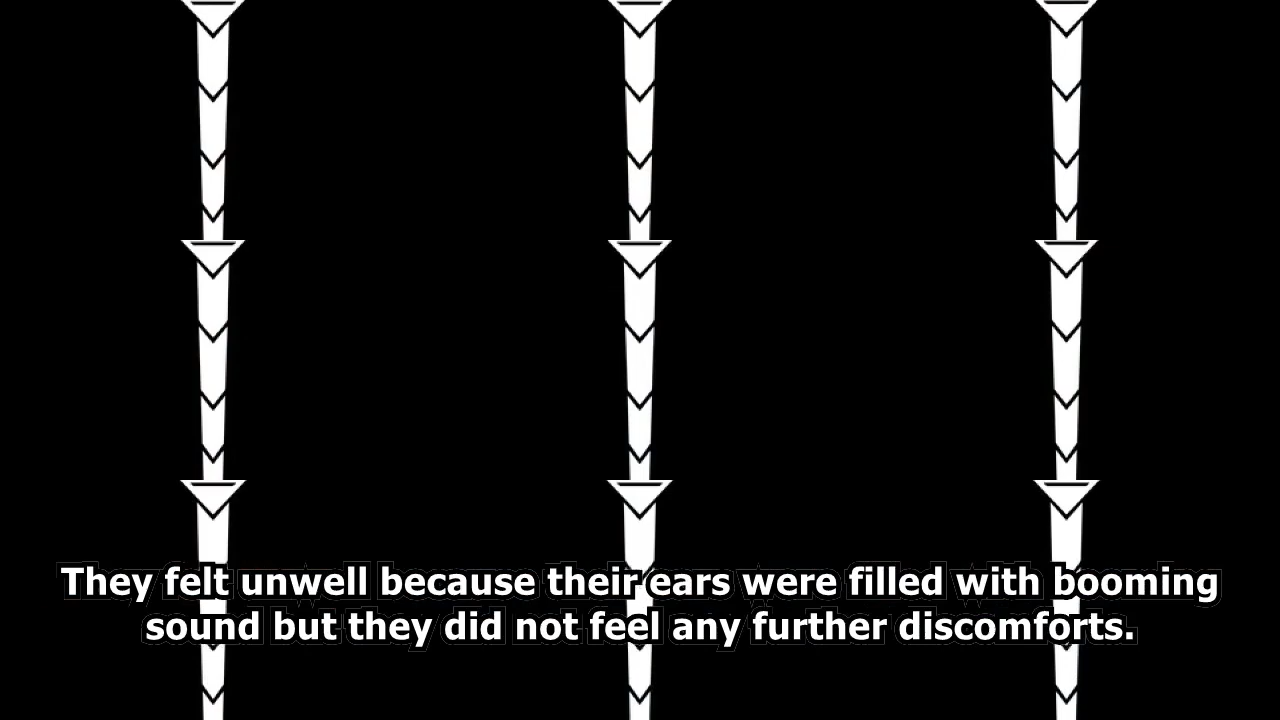 They felt unwell because their ears were filled with booming
sound but they did not feel any further discomforts.